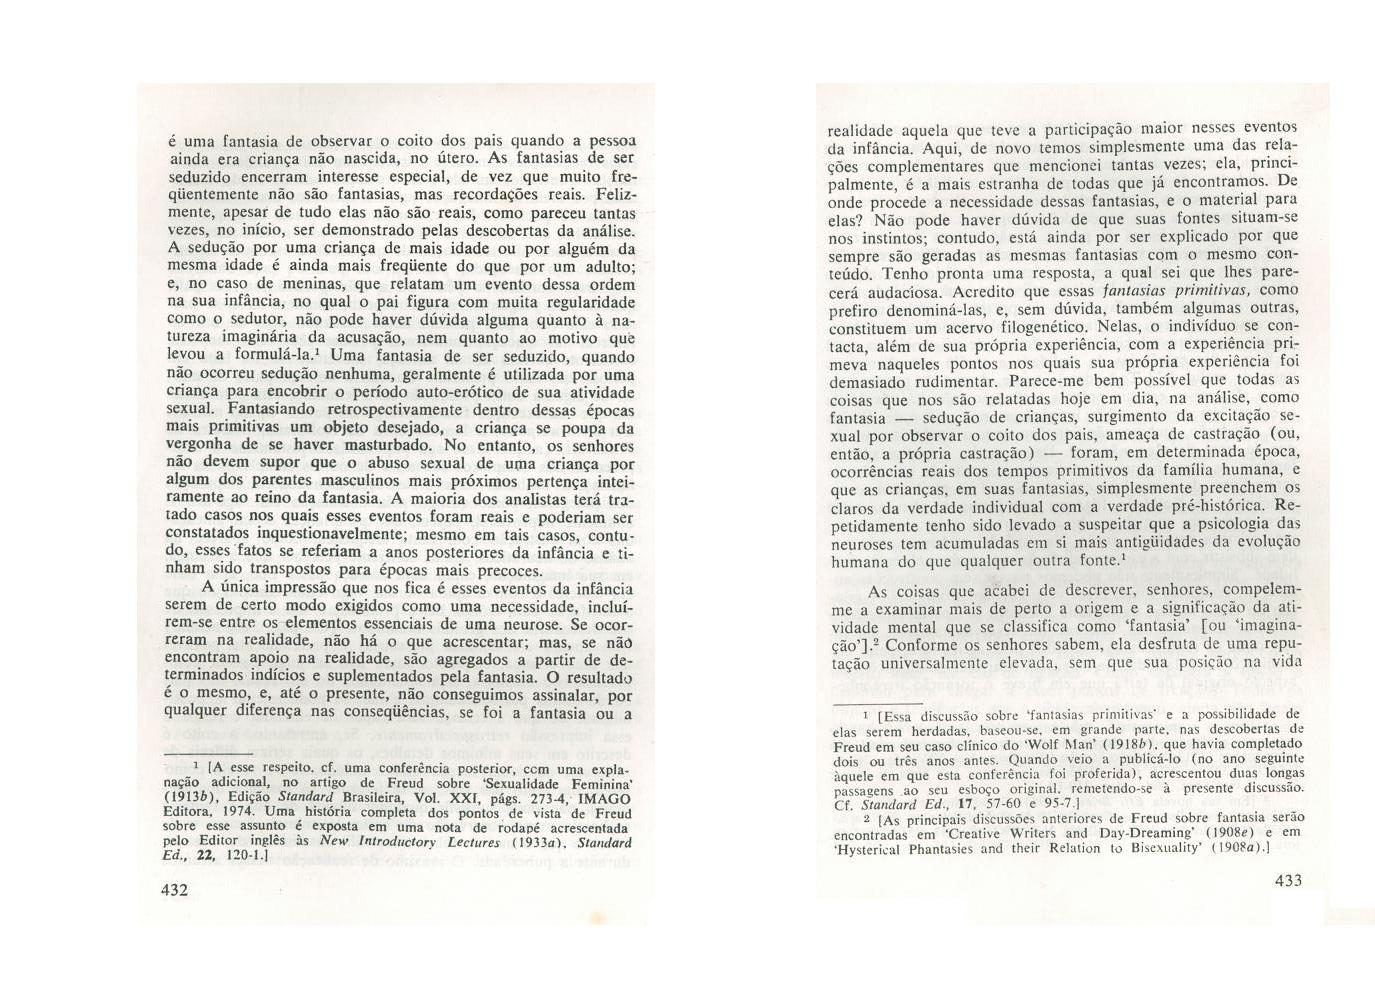 é uma fantasia de observar o coito dos pais quando a pessoa
ainda era criança não nascida, no útero. As fantasias de ser
seduzido encerram interesse especial, de vez que muito fre-
qüentemente não são fantasias, mas recordações reais. Feliz-
mente, apesar de tudo elas não são reais, como pareceu tantas
vezes, no início, ser demonstrado pelas descobertas da análise.
A sedução por uma criança de mais idade ou por alguém da
mesma idade é ainda mais freqüente do que por um adulto;
e, no caso de meninas, que relatam um evento dessa ordem
na sua infância, no qual o pai figura com muita regularidade
como o sedutor, não pode haver dúvida alguma quanto à na-
tureza imaginária da acusação, nem quanto ao motivo que
levou a formulá-la.¹ Uma fantasia de ser seduzido, quando
não ocorreu sedução nenhuma, geralmente é utilizada por uma
criança para encobrir o período auto-erótico de sua atividade
sexual. Fantasiando retrospectivamente dentro dessas épocas
mais primitivas um objeto desejado, a criança se poupa da
vergonha de se haver masturbado. No entanto, os senhores
não devem supor que o abuso sexual de uma criança por
algum dos parentes masculinos mais próximos pertença intei-
ramente ao reino da fantasia. A maioria dos analistas terá tra-
tado casos nos quais esses eventos foram reais e poderiam ser
constatados inquestionavelmente; mesmo em tais casos, contu-
do, esses fatos se referiam a anos posteriores da infância e ti-
nham sido transpostos para épocas mais precoces.
A única impressão que nos fica é esses eventos da infância
serem de certo modo exigidos como uma necessidade, incluí-
rem-se entre os elementos essenciais de uma neurose. Se ocor-
reram na realidade, não há o que acrescentar; mas, se não
encontram apoio na realidade, são agregados a partir de de-
terminados indícios e suplementados pela fantasia. O resultado
é o mesmo, e, até o presente, não conseguimos assinalar, por
qualquer diferença nas conseqüências, se foi a fantasia ou a
¹ [A esse respeito, cf. uma conferência posterior, com uma expla-
nação adicional, no artigo de Freud sobre 'Sexualidade Feminina'
(1913b), Edição Standard Brasileira, Vol. XXI, págs. 273-4, IMAGO
Editora, 1974. Uma história completa dos pontos de vista de Freud
sobre esse assunto é exposta em uma nota de rodapé acrescentada
pelo Editor inglês às New Introductory Lectures (1933a), Standard
Ed., 22, 120-1.]
432
realidade aquela que teve a participação maior nesses eventos
da infância. Aqui, de novo temos simplesmente uma das rela-
ções complementares que mencionei tantas vezes; ela, princi-
palmente, é a mais estranha de todas que já encontramos. De
onde procede a necessidade dessas fantasias, e o material para
elas? Não pode haver dúvida de que suas fontes situam-se
nos instintos; contudo, está ainda por ser explicado por que
sempre são geradas as mesmas fantasias com o mesmo con-
teúdo. Tenho pronta uma resposta, a qual sei que lhes pare-
cerá audaciosa. Acredito que essas fantasias primitivas, como
prefiro denominá-las, e, sem dúvida, também algumas outras,
constituem um acervo filogenético. Nelas, o indivíduo se con-
tacta, além de sua própria experiência, com a experiência pri-
meva naqueles pontos nos quais sua própria experiência foi
demasiado rudimentar. Parece-me bem possível que todas as
coisas que nos são relatadas hoje em dia, na análise, como
fantasia — sedução de crianças, surgimento da excitação se-
xual por observar o coito dos pais, ameaça de castração (ou,
então, a própria castração) — foram, em determinada época,
ocorrências reais dos tempos primitivos da família humana, e
que as crianças, em suas fantasias, simplesmente preenchem os
claros da verdade individual com a verdade pré-histórica. Re-
petidamente tenho sido levado a suspeitar que a psicologia das
neuroses tem acumuladas em si mais antigüidades da evolução
humana do que qualquer outra fonte.¹
As coisas que acabei de descrever, senhores, compelem-
me a examinar mais de perto a origem e a significação da ati-
vidade mental que se classifica como 'fantasia' [ou 'imagina-
ção'].² Conforme os senhores sabem, ela desfruta de uma repu-
tação universalmente elevada, sem que sua posição na vida
¹ [Essa discussão sobre 'fantasias primitivas' e a possibilidade de
elas serem herdadas, baseou-se, em grande parte, nas descobertas de
Freud em seu caso clínico do 'Wolf Man' (1918b), que havia completado
dois ou três anos antes. Quando veio a publicá-lo (no ano seguinte
àquele em que esta conferência foi proferida), acrescentou duas longas
passagens ao seu esboço original, remetendo-se à presente discussão.
Cf. Standard Ed., 17, 57-60 e 95-7.]
² [As principais discussões anteriores de Freud sobre fantasia serão
encontradas em 'Creative Writers and Day-Dreaming' (1908e) e em
'Hysterical Phantasies and their Relation to Bisexuality' (1908a).]
433